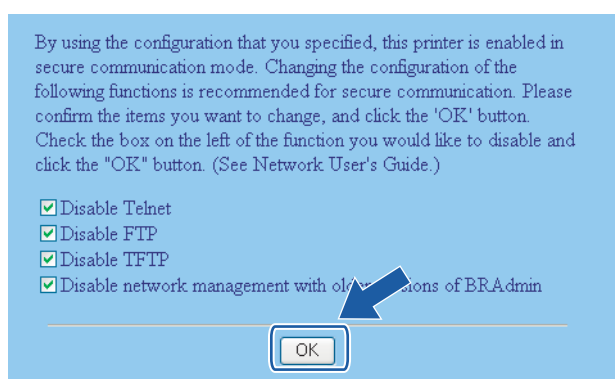 By using the configuration that you specified, this printer is enabled in
secure communication mode. Changing the configuration of the
following functions is recommended for secure communication. Please
confirm the items you want to change, and click the 'OK' button.
Check the box on the left of the function you would like to disable and
click the "OK" button. (See Network User's Guide.)
Disable Telnet
Disable FTP
Disable TFTP
Disable network management with older versions of BRAdmin
OK